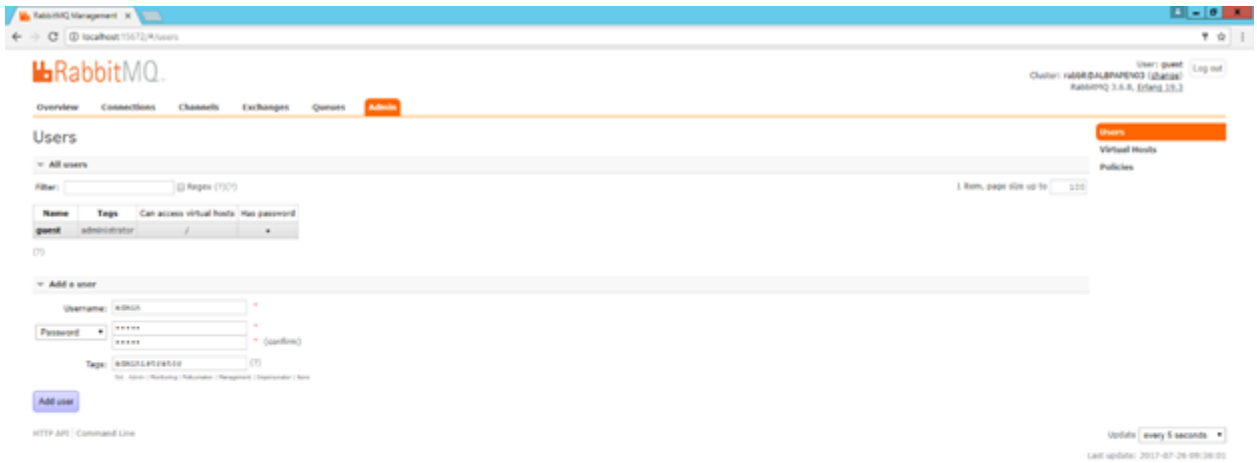 RabbitMQ Management
localhost:15672/#/users
RabbitMQ
User: guest
Log out
(change)
RabbitMQ 3.6.8, Erlang 19.3
Overview Connections Channels Exchanges Queues Admin
Users
Users
Virtual Hosts
Policies
All users
Filter: Regex (?)(?)
1 item, page size up to 100
Name Tags Can access virtual hosts Has password
guest administrator / •
(?)
Add a user
Username: admin *
Password ••••• *
••••• * (confirm)
Tags: administrator (?)
Set Admin | Monitoring | Policymaker | Management | Impersonator | None
Add user
HTTP API | Command Line
Update every 5 seconds
Last update: 2017-07-26 09:38:01